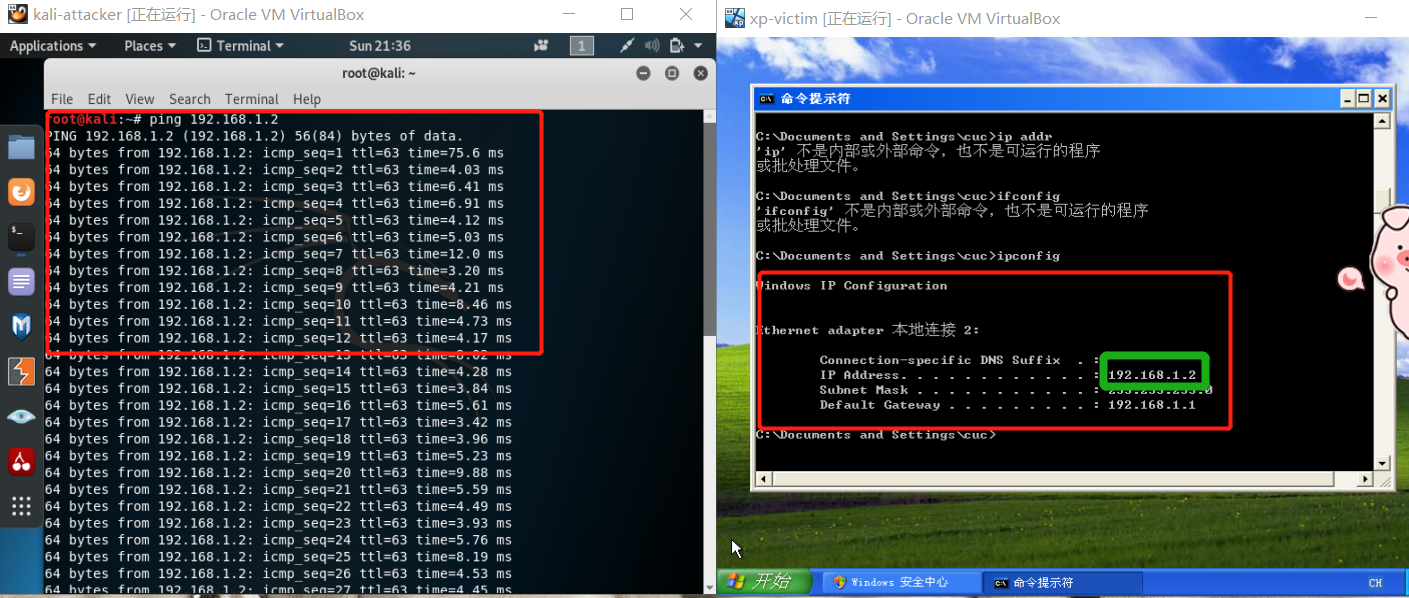 kali-attacker [正在运行] - Oracle VM VirtualBox
Applications Places Terminal Sun 21:36 1
root@kali: ~
File Edit View Search Terminal Help
root@kali:~# ping 192.168.1.2
PING 192.168.1.2 (192.168.1.2) 56(84) bytes of data.
64 bytes from 192.168.1.2: icmp_seq=1 ttl=63 time=75.6 ms
64 bytes from 192.168.1.2: icmp_seq=2 ttl=63 time=4.03 ms
64 bytes from 192.168.1.2: icmp_seq=3 ttl=63 time=6.41 ms
64 bytes from 192.168.1.2: icmp_seq=4 ttl=63 time=6.91 ms
64 bytes from 192.168.1.2: icmp_seq=5 ttl=63 time=4.12 ms
64 bytes from 192.168.1.2: icmp_seq=6 ttl=63 time=5.03 ms
64 bytes from 192.168.1.2: icmp_seq=7 ttl=63 time=12.0 ms
64 bytes from 192.168.1.2: icmp_seq=8 ttl=63 time=3.20 ms
64 bytes from 192.168.1.2: icmp_seq=9 ttl=63 time=4.21 ms
64 bytes from 192.168.1.2: icmp_seq=10 ttl=63 time=8.46 ms
64 bytes from 192.168.1.2: icmp_seq=11 ttl=63 time=4.73 ms
64 bytes from 192.168.1.2: icmp_seq=12 ttl=63 time=4.17 ms
64 bytes from 192.168.1.2: icmp_seq=13 ttl=63 time=6.02 ms
64 bytes from 192.168.1.2: icmp_seq=14 ttl=63 time=4.28 ms
64 bytes from 192.168.1.2: icmp_seq=15 ttl=63 time=3.84 ms
64 bytes from 192.168.1.2: icmp_seq=16 ttl=63 time=5.61 ms
64 bytes from 192.168.1.2: icmp_seq=17 ttl=63 time=3.42 ms
64 bytes from 192.168.1.2: icmp_seq=18 ttl=63 time=3.96 ms
64 bytes from 192.168.1.2: icmp_seq=19 ttl=63 time=5.23 ms
64 bytes from 192.168.1.2: icmp_seq=20 ttl=63 time=9.88 ms
64 bytes from 192.168.1.2: icmp_seq=21 ttl=63 time=5.59 ms
64 bytes from 192.168.1.2: icmp_seq=22 ttl=63 time=4.49 ms
64 bytes from 192.168.1.2: icmp_seq=23 ttl=63 time=3.93 ms
64 bytes from 192.168.1.2: icmp_seq=24 ttl=63 time=5.76 ms
64 bytes from 192.168.1.2: icmp_seq=25 ttl=63 time=8.19 ms
64 bytes from 192.168.1.2: icmp_seq=26 ttl=63 time=4.53 ms
64 bytes from 192.168.1.2: icmp_seq=27 ttl=63 time=4.45 ms
xp-victim [正在运行] - Oracle VM VirtualBox
命令提示符
C:\Documents and Settings\cuc>ip addr
'ip' 不是内部或外部命令，也不是可运行的程序
或批处理文件。
C:\Documents and Settings\cuc>ifconfig
'ifconfig' 不是内部或外部命令，也不是可运行的程序
或批处理文件。
C:\Documents and Settings\cuc>ipconfig
Windows IP Configuration
Ethernet adapter 本地连接 2:
Connection-specific DNS Suffix . :
IP Address. . . . . . . . . . . . : 192.168.1.2
Subnet Mask . . . . . . . . . . . : 255.255.255.0
Default Gateway . . . . . . . . . : 192.168.1.1
C:\Documents and Settings\cuc>
开始 Windows 安全中心 命令提示符 CH